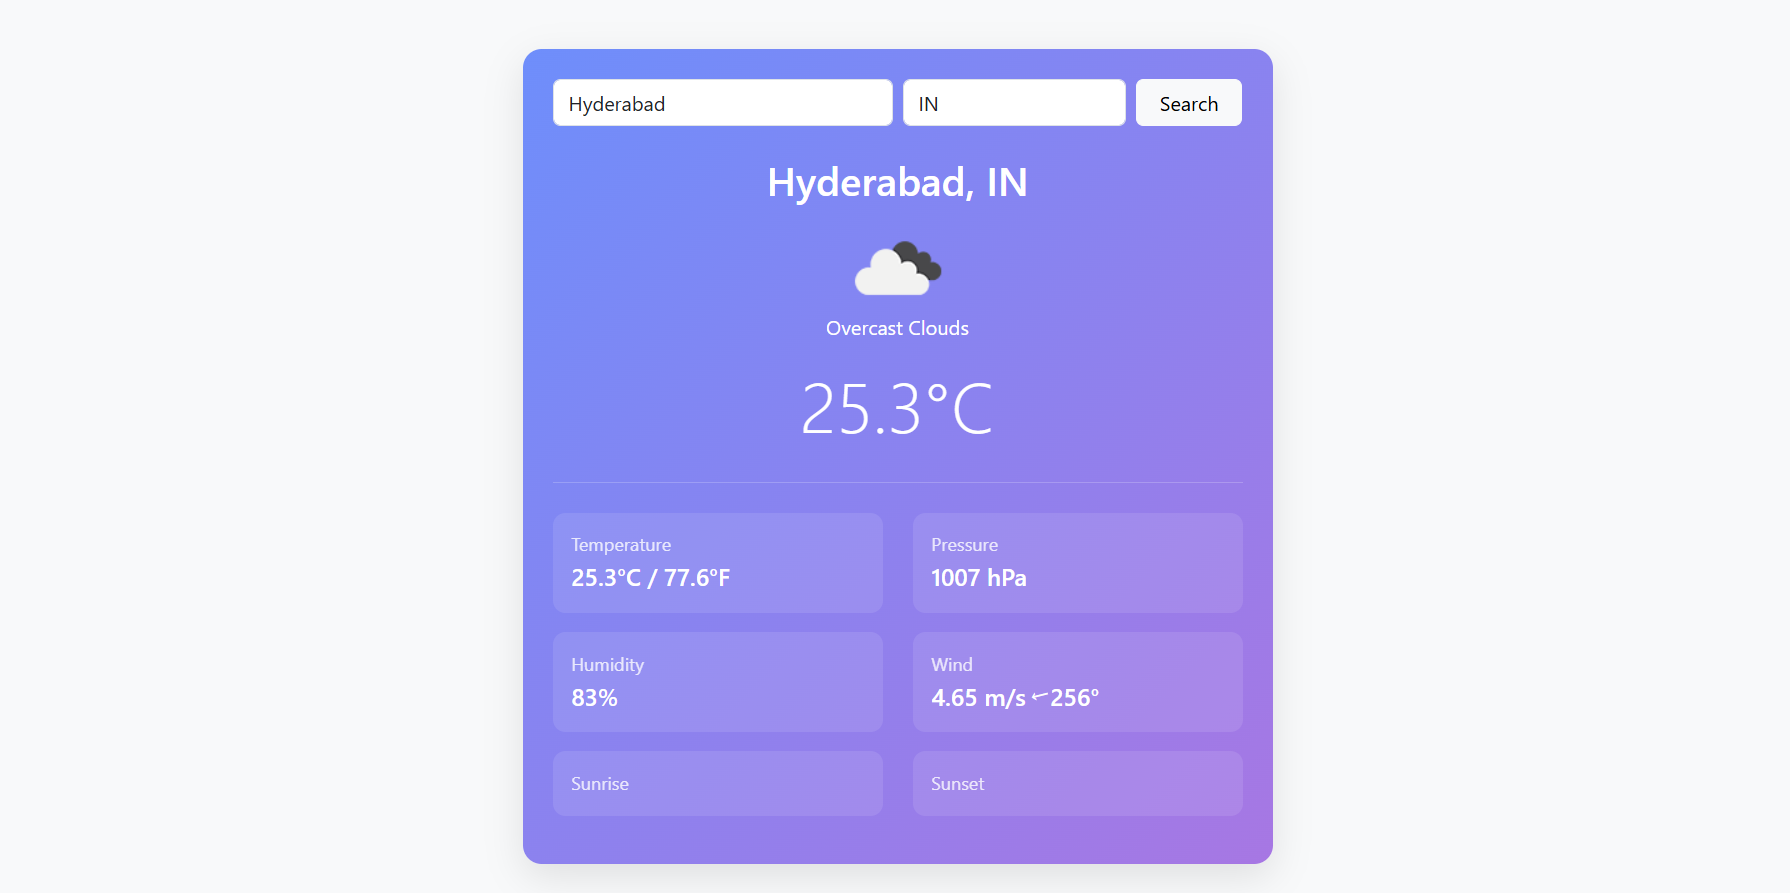 Hyderabad IN Search
Hyderabad, IN
Overcast Clouds
25.3°C
Temperature
25.3°C / 77.6°F
Pressure
1007 hPa
Humidity
83%
Wind
4.65 m/s ← 256°
Sunrise
Sunset